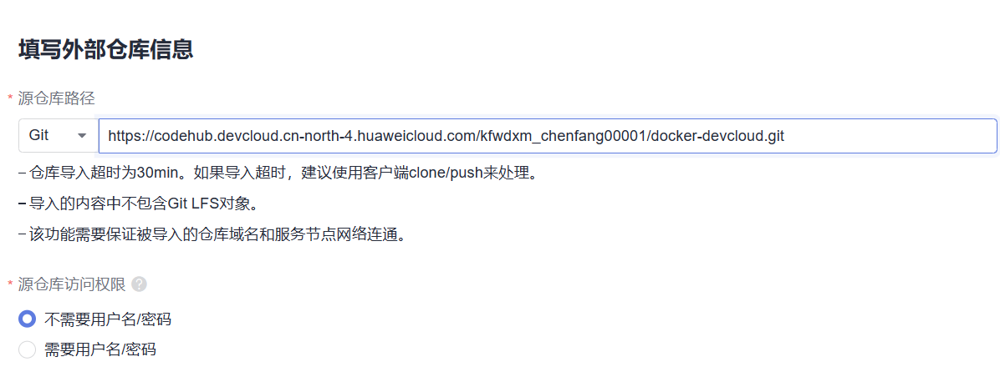 填写外部仓库信息
* 源仓库路径
Git
https://codehub.devcloud.cn-north-4.huaweicloud.com/kfwdxm_chenfang00001/docker-devcloud.git
– 仓库导入超时为30min。如果导入超时，建议使用客户端clone/push来处理。
– 导入的内容中不包含Git LFS对象。
– 该功能需要保证被导入的仓库域名和服务节点网络连通。
* 源仓库访问权限 ?
不需要用户名/密码
需要用户名/密码